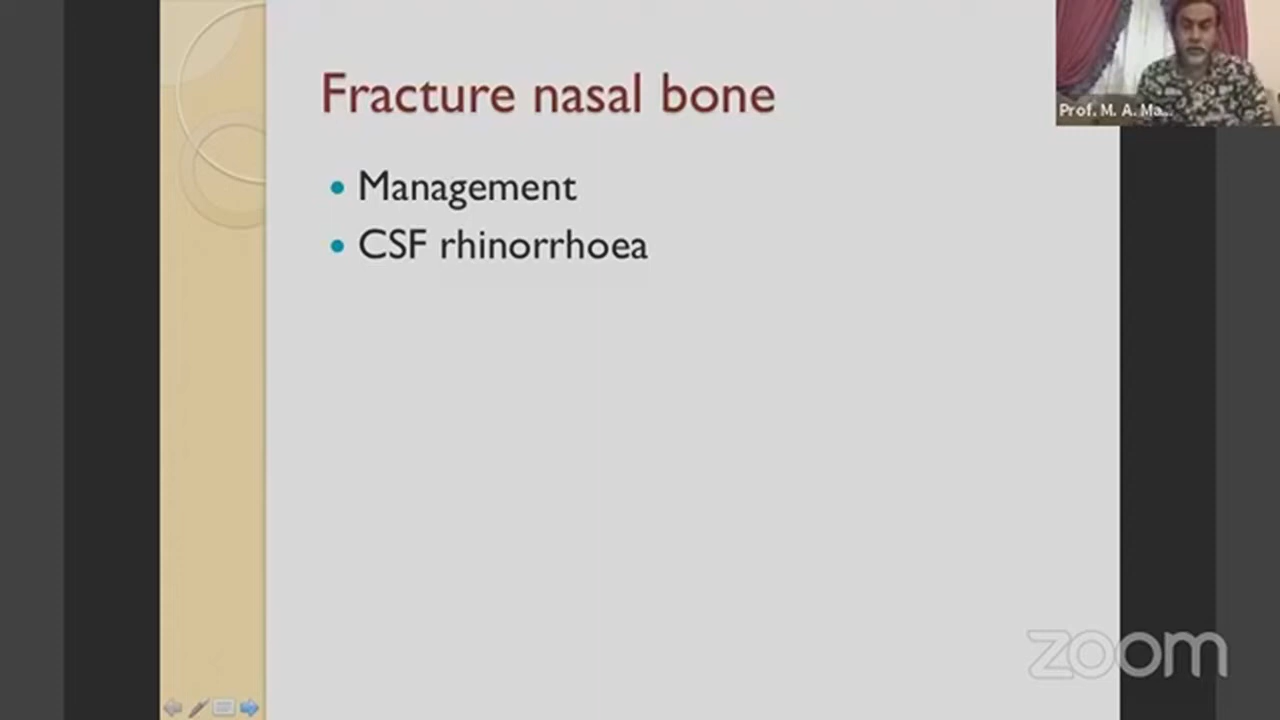 Fracture nasal bone
Prof. M. A. Ma...
• Management
• CSF rhinorrhoea
zoom